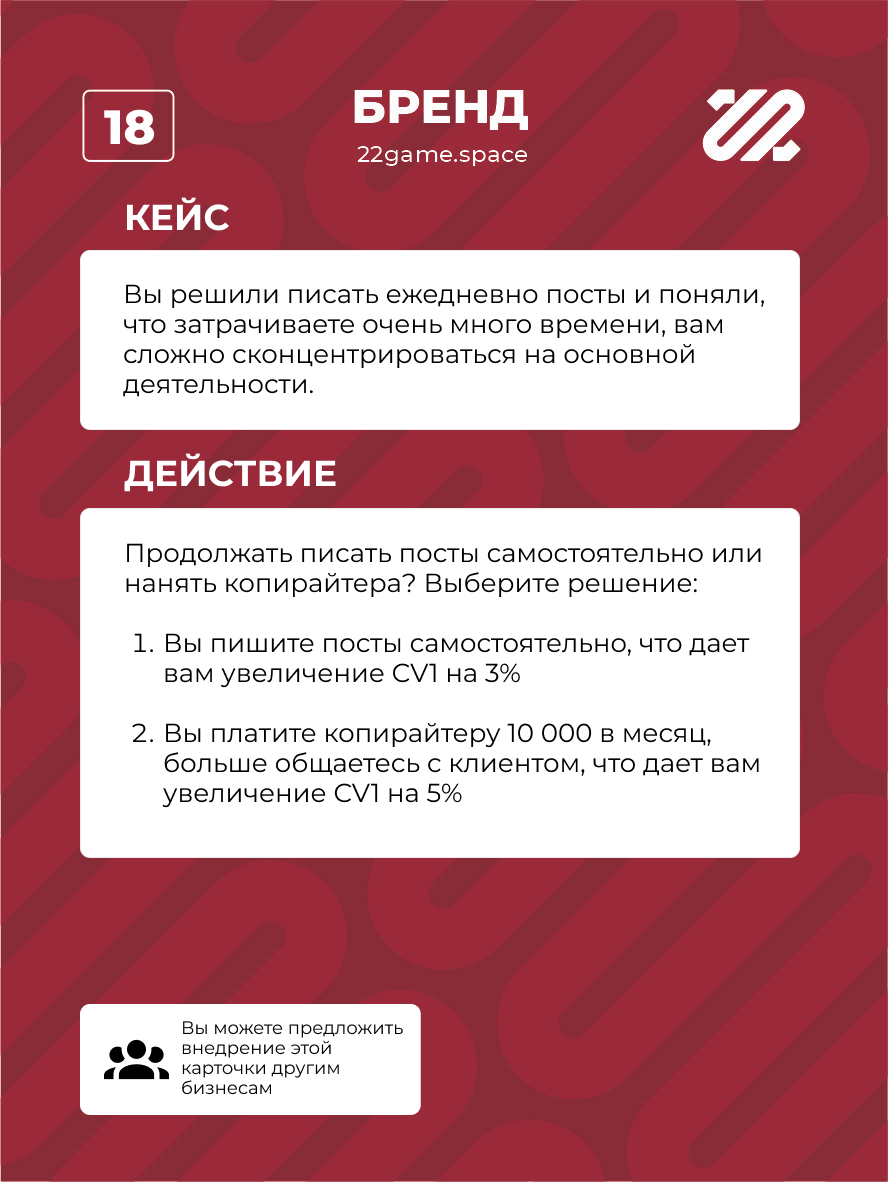 18
БРЕНД
22game.space
КЕЙС
Вы решили писать ежедневно посты и поняли,
что затрачиваете очень много времени, вам
сложно сконцентрироваться на основной
деятельности.
ДЕЙСТВИЕ
Продолжать писать посты самостоятельно или
нанять копирайтера? Выберите решение:
1. Вы пишите посты самостоятельно, что дает
вам увеличение CV1 на 3%
2. Вы платите копирайтеру 10 000 в месяц,
больше общаетесь с клиентом, что дает вам
увеличение CV1 на 5%
Вы можете предложить
внедрение этой
карточки другим
бизнесам